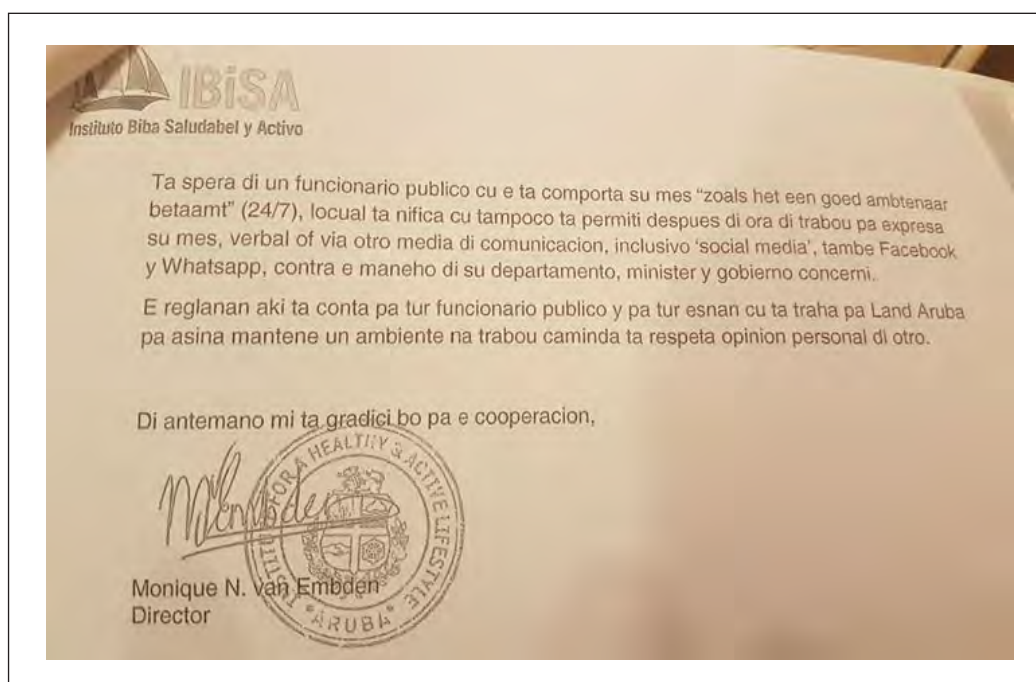 IBiSA
Instituto Biba Saludabel y Activo
Ta spera di un funcionario publico cu e ta comporta su mes “zoals het een goed ambtenaar
betaamt” (24/7), locual ta nifica cu tampoco ta permiti despues di ora di trabou pa expresa
su mes, verbal of via otro media di comunicacion, inclusivo ‘social media’, tambe Facebook
y Whatsapp, contra e maneho di su departamento, minister y gobierno concerni.
E reglanan aki ta conta pa tur funcionario publico y pa tur esnan cu ta traha pa Land Aruba
pa asina mantene un ambiente na trabou caminda ta respeta opinion personal di otro.
Di antemano mi ta gradici bo pa e cooperacion,
INSTITUTE FOR A HEALTHY & ACTIVE LIFESTYLE
*ARUBA*
Monique N. van Embden
Director